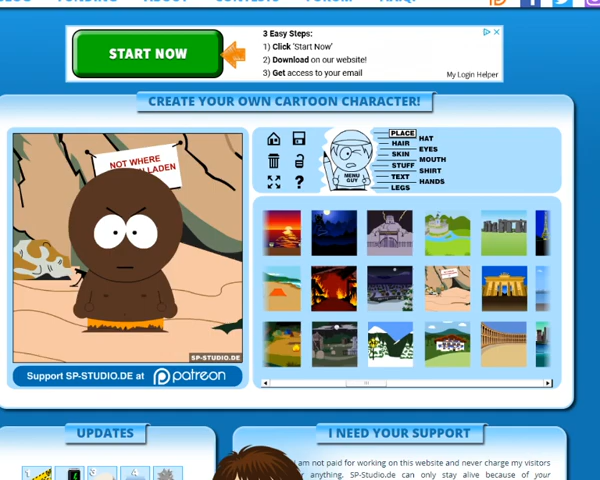 FUNDING
ABOUT
CONTESTS
FORUM
START NOW
3 Easy Steps:
1) Click 'Start Now'
2) Download on our website!
3) Get access to your email
My Login Helper
CREATE YOUR OWN CARTOON CHARACTER!
NOT WHERE
LADEN
SP-STUDIO.DE
Support SP-STUDIO.DE at patreon
MENU
GUY
PLACE
HAIR
SKIN
STUFF
TEXT
LEGS
HAT
EYES
MOUTH
SHIRT
HANDS
?
UPDATES
I NEED YOUR SUPPORT
am not paid for working on this website and never charge my visitors
anything. SP-Studio.de can only stay alive because of your